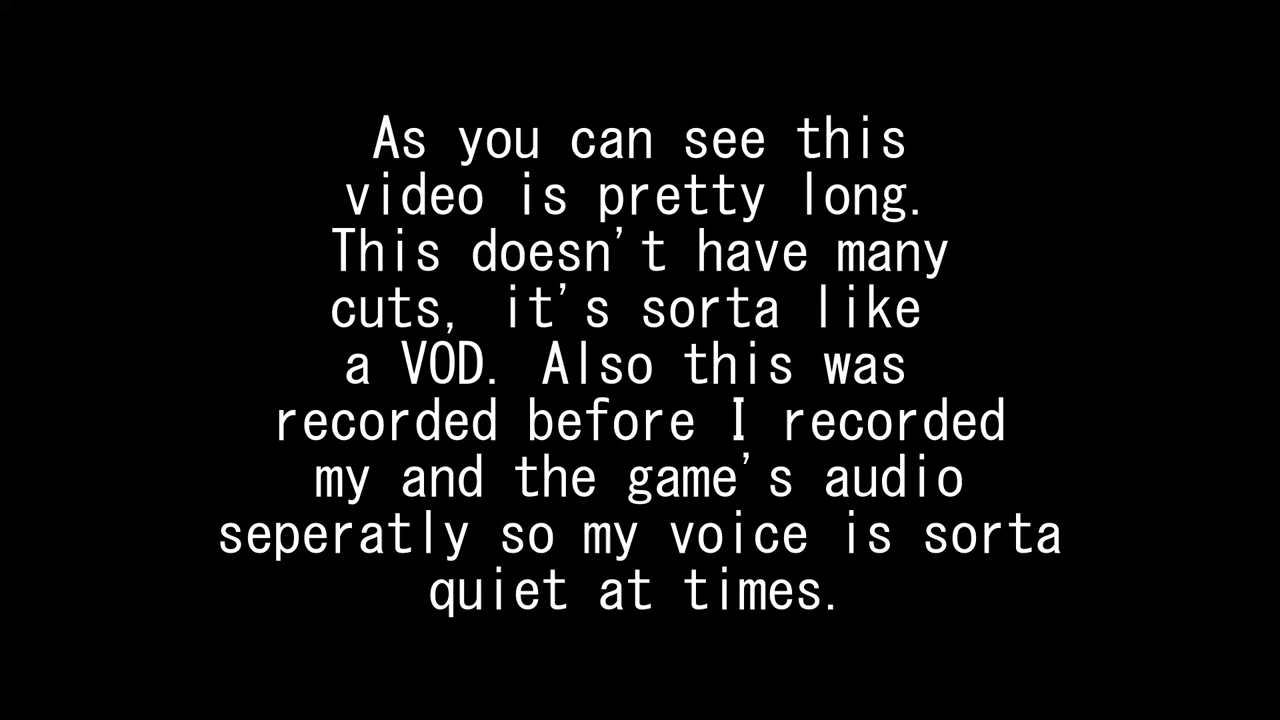 As you can see this
video is pretty long.
This doesn't have many
cuts, it's sorta like
a VOD. Also this was
recorded before I recorded
my and the game's audio
seperatly so my voice is sorta
quiet at times.